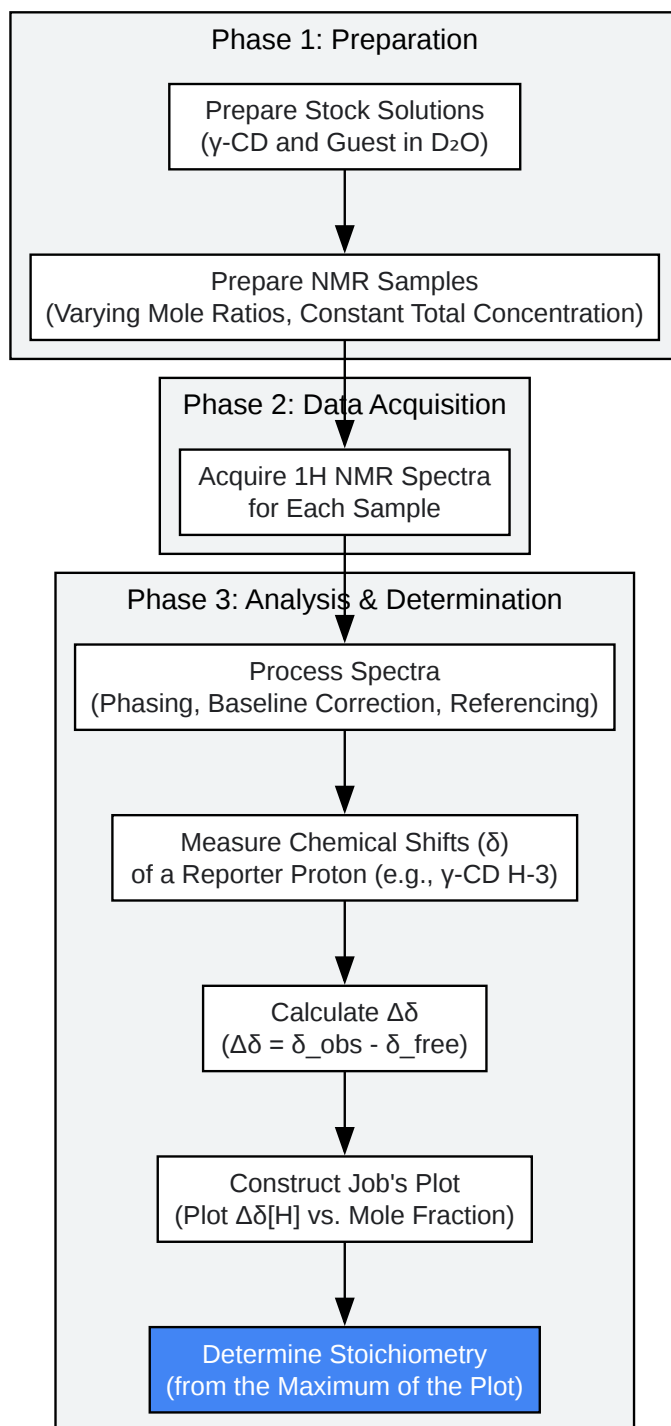 Phase 1: Preparation
Prepare Stock Solutions
(γ-CD and Guest in D₂O)
Prepare NMR Samples
(Varying Mole Ratios, Constant Total Concentration)
Phase 2: Data Acquisition
Acquire 1H NMR Spectra
for Each Sample
Phase 3: Analysis & Determination
Process Spectra
(Phasing, Baseline Correction, Referencing)
Measure Chemical Shifts (δ)
of a Reporter Proton (e.g., γ-CD H-3)
Calculate Δδ
(Δδ = δ_obs - δ_free)
Construct Job's Plot
(Plot Δδ[H] vs. Mole Fraction)
Determine Stoichiometry
(from the Maximum of the Plot)